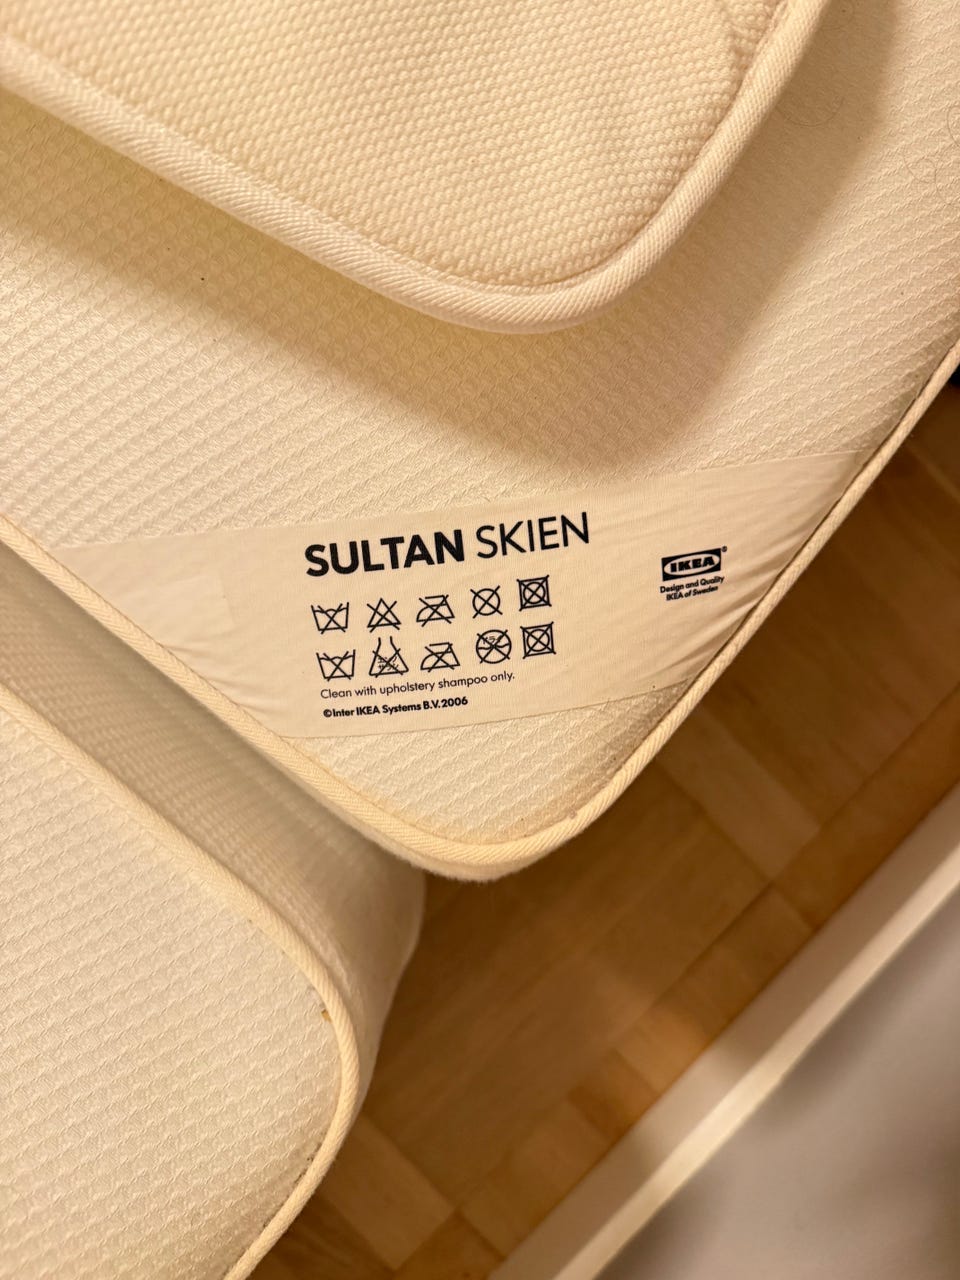 SULTAN SKIEN
IKEA®
Design and Quality
IKEA of Sweden
Clean with upholstery shampoo only.
©Inter IKEA Systems B.V. 2006